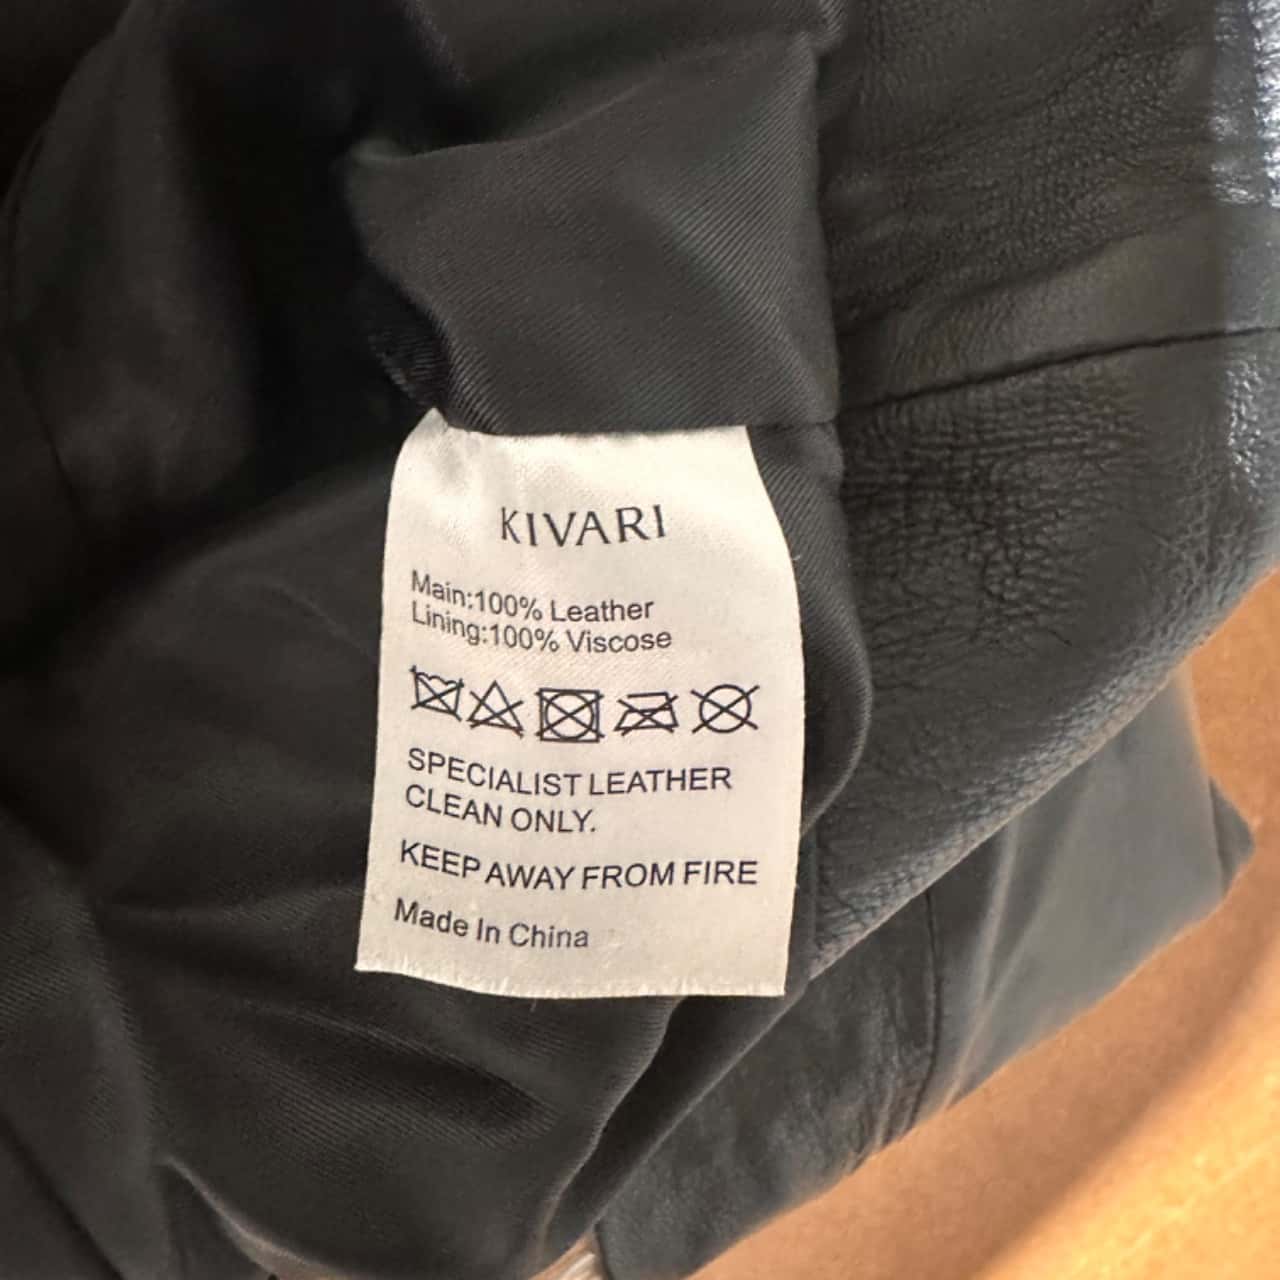 KIVARI
Main:100% Leather
Lining:100% Viscose
SPECIALIST LEATHER
CLEAN ONLY.
KEEP AWAY FROM FIRE
Made In China